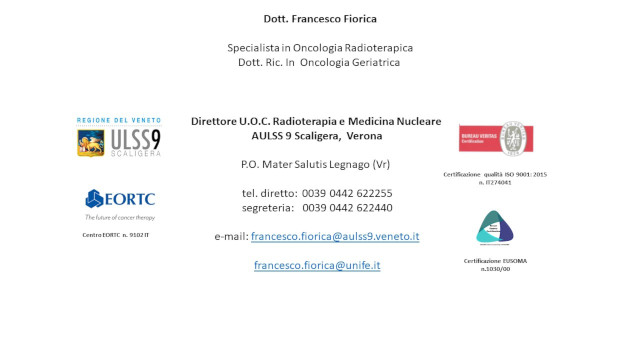 Dott. Francesco Fiorica
Specialista in Oncologia Radioterapica
Dott. Ric. In Oncologia Geriatrica
REGIONE DEL VENETO
ULSS9
SCALIGERA
Direttore U.O.C. Radioterapia e Medicina Nucleare
AULSS 9 Scaligera, Verona
P.O. Mater Salutis Legnago (Vr)
tel. diretto: 0039 0442 622255
segreteria: 0039 0442 622440
e-mail: francesco.fiorica@aulss9.veneto.it
francesco.fiorica@unife.it
EORTC
The future of cancer therapy
Centro EORTC n. 9102 IT
BUREAU VERITAS
Certification
Certificazione qualità ISO 9001: 2015
n. IT274041
Certificazione EUSOMA
n.1030/00